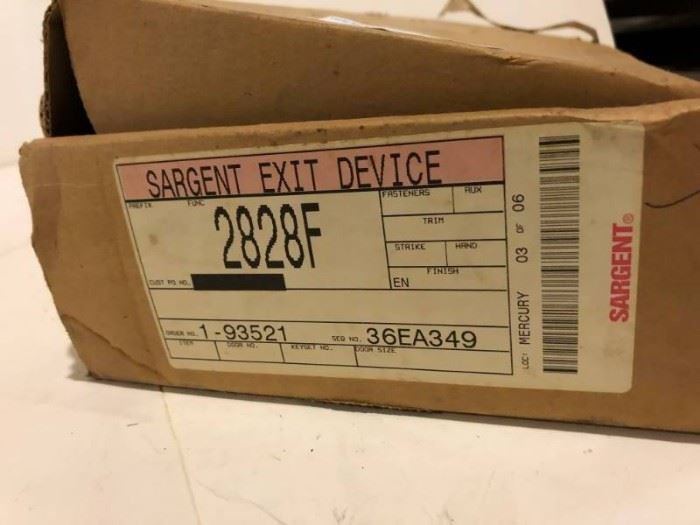 SARGENT EXIT DEVICE
PREFIX FUNC
2828F
FASTENERS AUX
TRIM
STRIKE HAND
FINISH
EN
CUST PO NO.
ORDER NO. 1-93521 SEQ NO. 36EA349
ITEM DOOR NO. KEYSET NO. DOOR SIZE
LOC: MERCURY 03 OF 06
SARGENT®